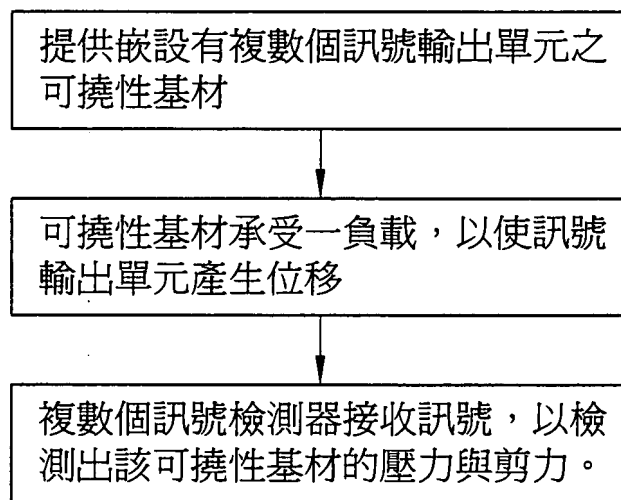 提供嵌設有複數個訊號輸出單元之
可撓性基材
可撓性基材承受一負載，以使訊號
輸出單元產生位移
複數個訊號檢測器接收訊號，以檢
測出該可撓性基材的壓力與剪力。